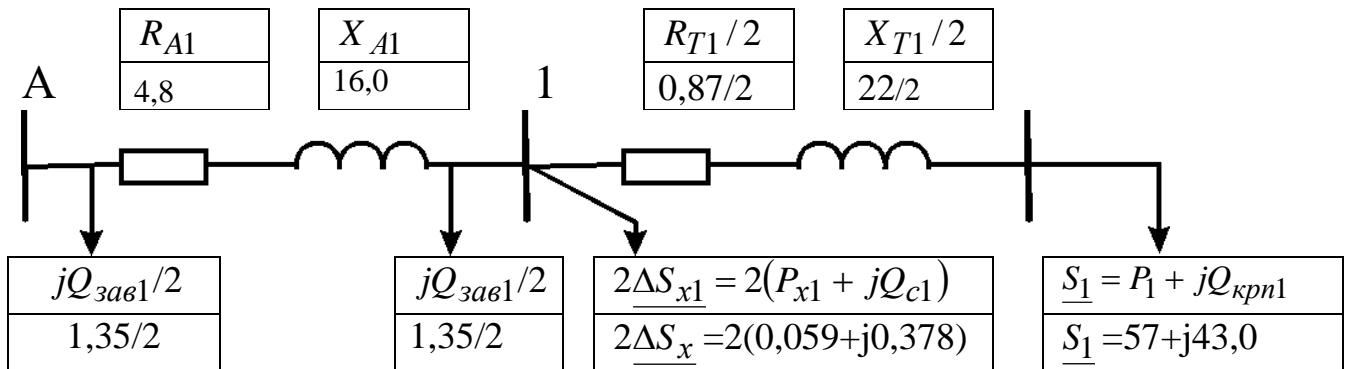 R_A1
X_A1
R_T1/2
X_T1/2
4,8
16,0
0,87/2
22/2
A
1
jQ_зав1/2
1,35/2
jQ_зав1/2
1,35/2
2ΔS_x1 = 2(P_x1 + jQ_c1)
2ΔS_x =2(0,059+j0,378)
S_1 = P_1 + jQ_крп1
S_1 =57+j43,0